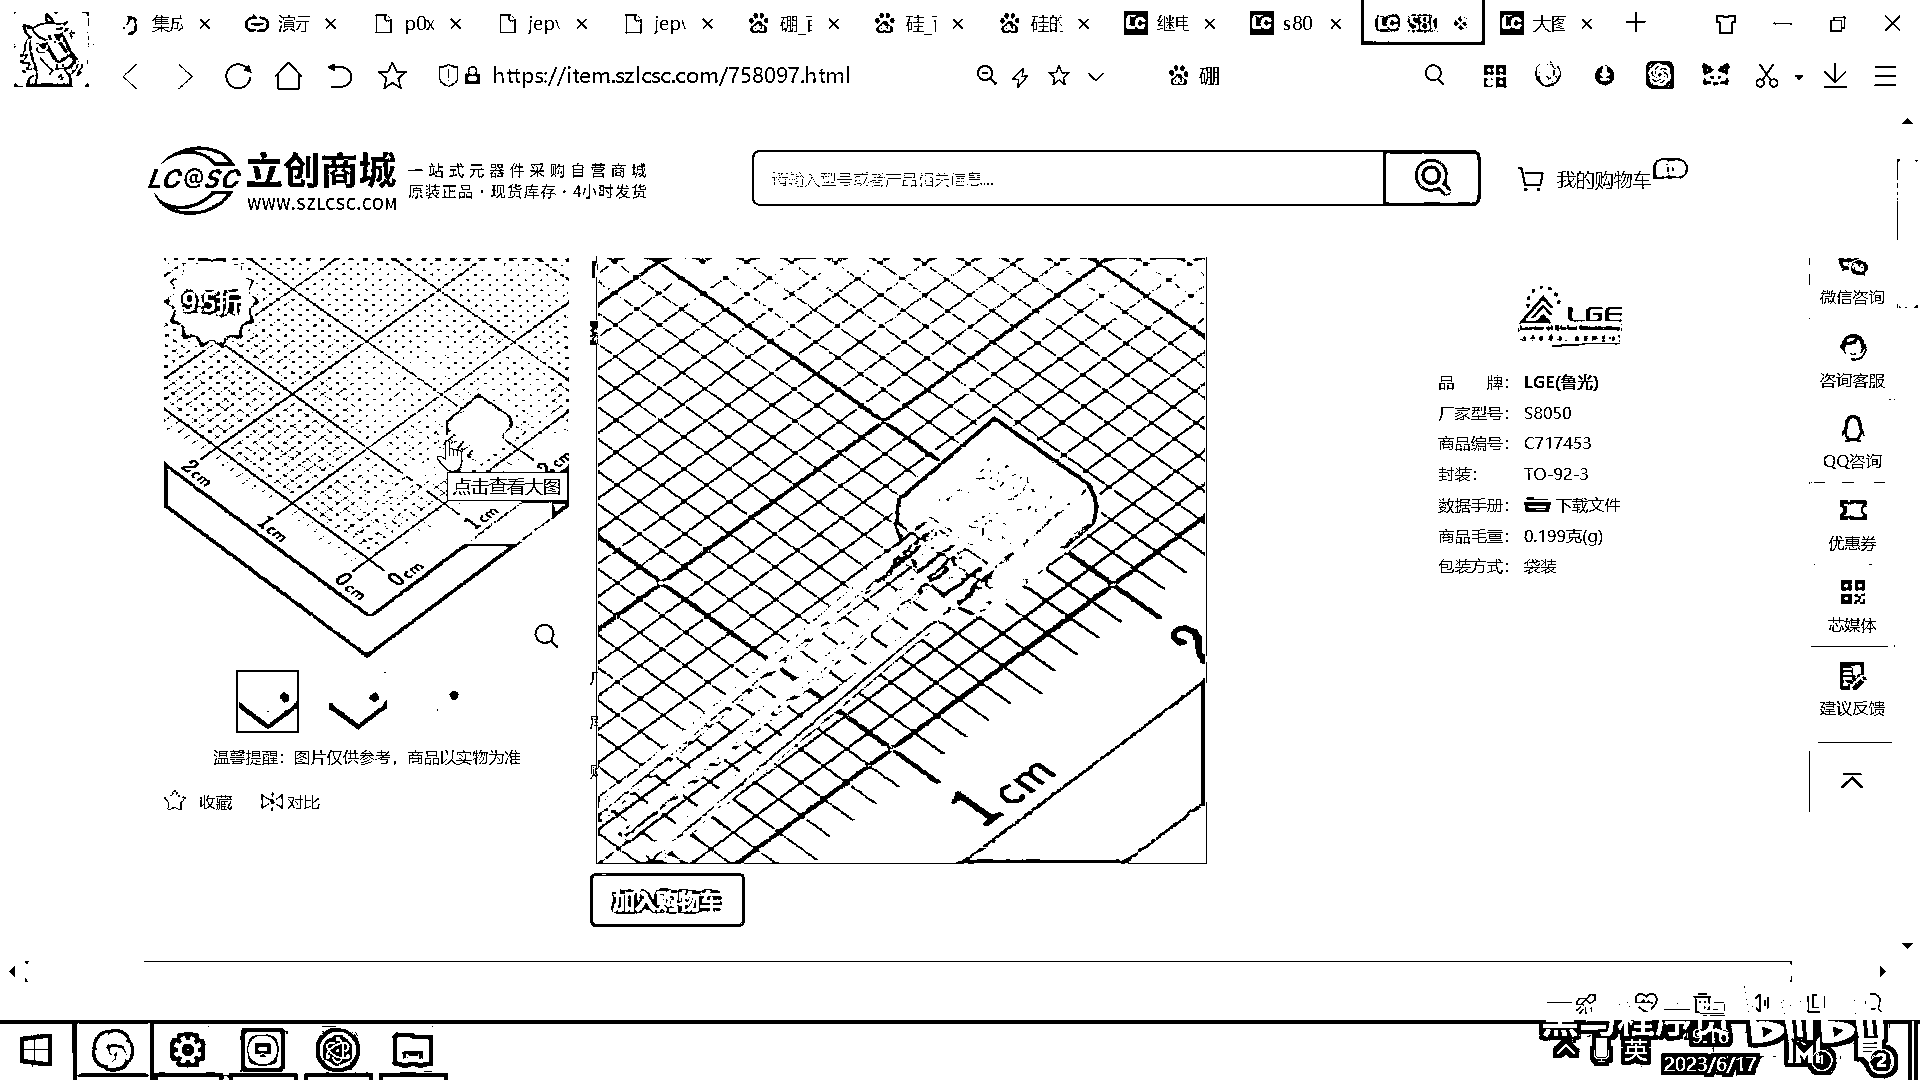 集成
演示
p0x
jep
jep
硼_
硅_
硅的
继电
s80
S80
大图
https://item.szlcsc.com/758097.html
硼
LC@SC 立创商城
WWW.SZLCSC.COM
一站式元器件采购自营商城
原装正品·现货库存·4小时发货
请输入型号或者产品相关信息...
我的购物车
95折
2cm
1cm
0cm
0cm
1cm
2cm
点击查看大图
温馨提醒：图片仅供参考，商品以实物为准
收藏
对比
1cm
加入购物车
LGE
品 牌： LGE(鲁光)
厂家型号： S8050
商品编号： C717453
封装： TO-92-3
数据手册： 下载文件
商品毛重： 0.199克(g)
包装方式： 袋装
微信咨询
咨询客服
QQ咨询
优惠券
芯媒体
建议反馈
英
9:16
2023/6/17
2